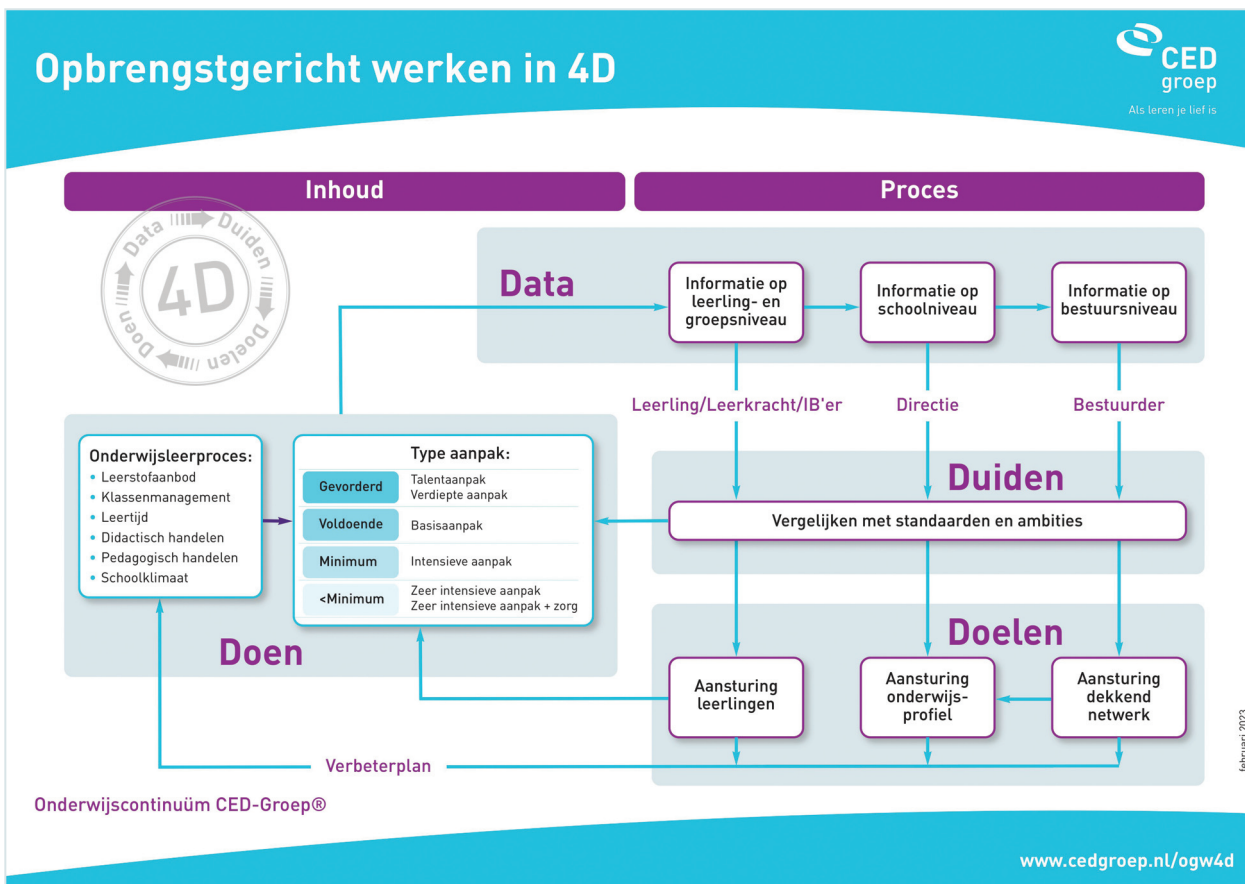 Opbrengstgericht werken in 4D
CED
groep
Als leren je lief is
Inhoud
Proces
Data
Duiden
Doelen
Doen
4D
Data
Informatie op
leerling- en
groepsniveau
Informatie op
schoolniveau
Informatie op
bestuursniveau
Leerling/Leerkracht/IB'er
Directie
Bestuurder
Duiden
Vergelijken met standaarden en ambities
Onderwijsleerproces:
• Leerstofaanbod
• Klassenmanagement
• Leertijd
• Didactisch handelen
• Pedagogisch handelen
• Schoolklimaat
Type aanpak:
Gevorderd
Talentaanpak
Verdiepte aanpak
Voldoende
Basisaanpak
Minimum
Intensieve aanpak
<Minimum
Zeer intensieve aanpak
Zeer intensieve aanpak + zorg
Doen
Doelen
Aansturing
leerlingen
Aansturing
onderwijs-
profiel
Aansturing
dekkend
netwerk
Verbeterplan
februari 2023
Onderwijscontinuüm CED-Groep®
www.cedgroep.nl/ogw4d